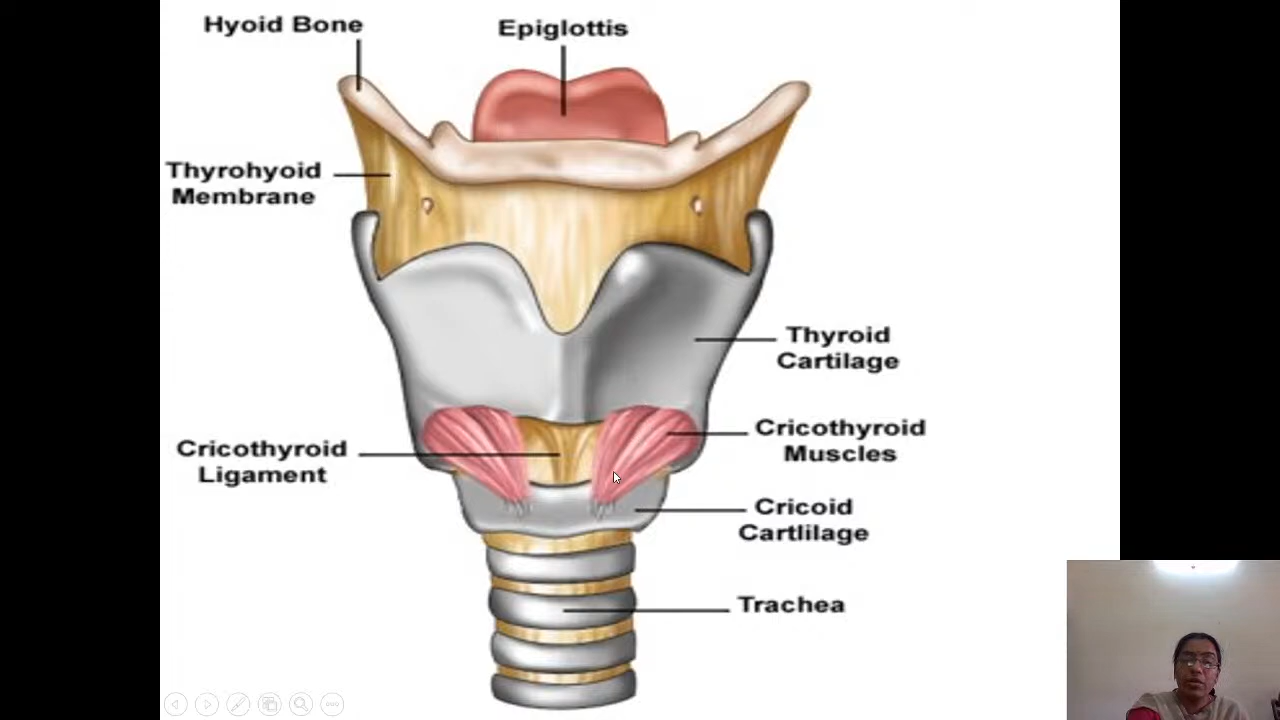 Hyoid Bone
Epiglottis
Thyrohyoid
Membrane
Thyroid
Cartilage
Cricothyroid
Muscles
Cricothyroid
Ligament
Cricoid
Cartlilage
Trachea